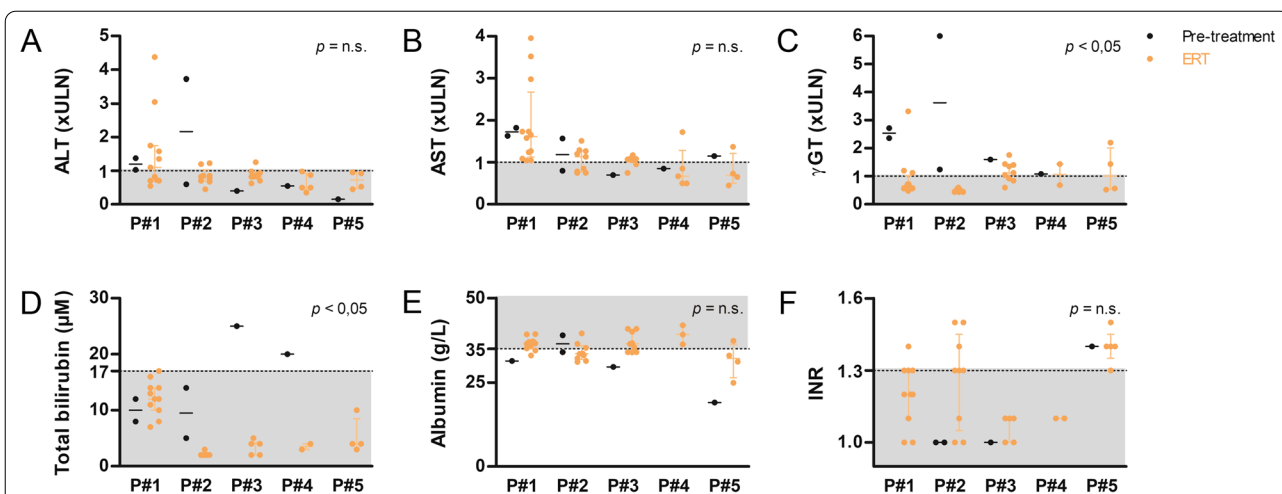 A
ALT (xULN)
5
4
3
2
1
0
p = n.s.
P#1 P#2 P#3 P#4 P#5
B
AST (xULN)
4
3
2
1
0
p = n.s.
P#1 P#2 P#3 P#4 P#5
C
γGT (xULN)
6
5
4
3
2
1
0
p < 0,05
P#1 P#2 P#3 P#4 P#5
Pre-treatment
ERT
D
Total bilirubin (µM)
30
20
17
10
0
p < 0,05
P#1 P#2 P#3 P#4 P#5
E
Albumin (g/L)
50
35
25
0
p = n.s.
P#1 P#2 P#3 P#4 P#5
F
INR
1.6
1.3
1.0
p = n.s.
P#1 P#2 P#3 P#4 P#5